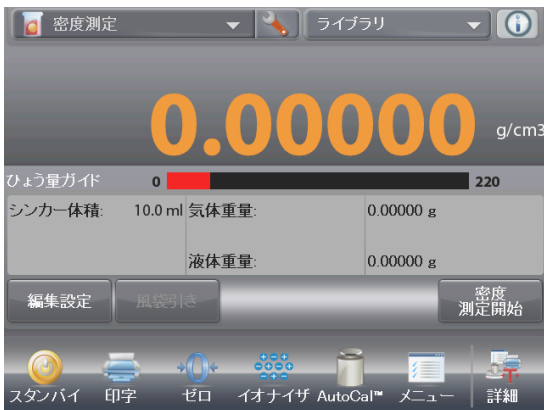 密度測定 ライブラリ
0.00000 g/cm3
ひょう量ガイド 0 220
シンカー体積: 10.0 ml 気体重量: 0.00000 g
液体重量: 0.00000 g
編集設定 風袋引き 密度
測定開始
スタンバイ 印字 ゼロ イオナイザ AutoCal™ メニュー 詳細